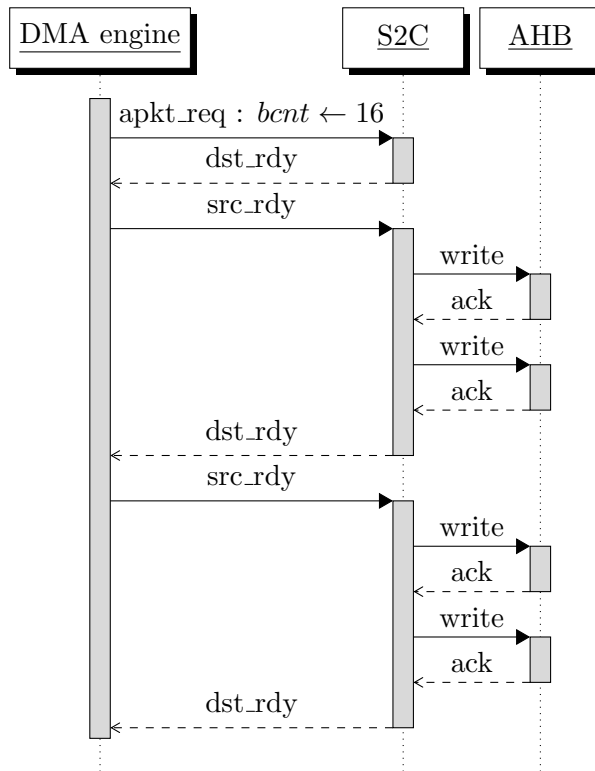 DMA engine
S2C
AHB
apkt_req : bcnt ← 16
dst_rdy
src_rdy
write
ack
write
ack
dst_rdy
src_rdy
write
ack
write
ack
dst_rdy